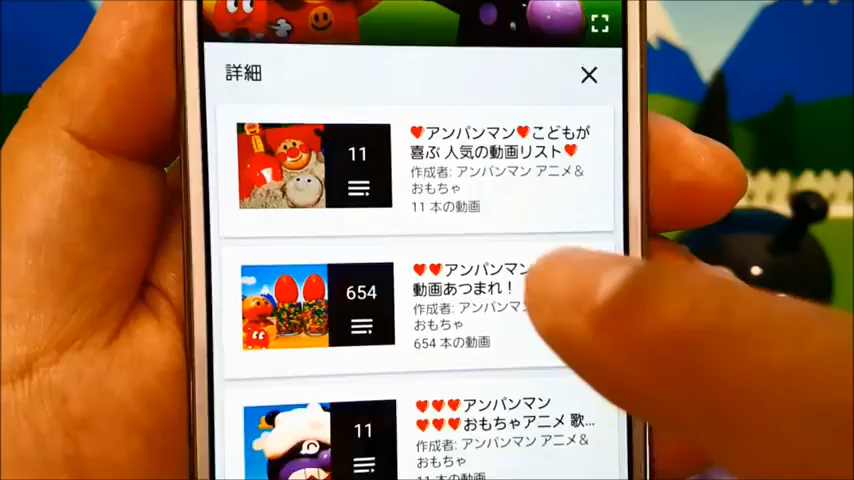 詳細
11
♥アンパンマン♥こどもが
喜ぶ 人気の動画リスト♥
作成者: アンパンマン アニメ&
おもちゃ
11 本の動画
654
♥♥アンパンマン
動画あつまれ!
作成者: アンパンマ
おもちゃ
654 本の動画
11
♥♥♥アンパンマン
♥♥♥おもちゃアニメ 歌...
作成者: アンパンマン アニメ&
おもちゃ
11 本の動画